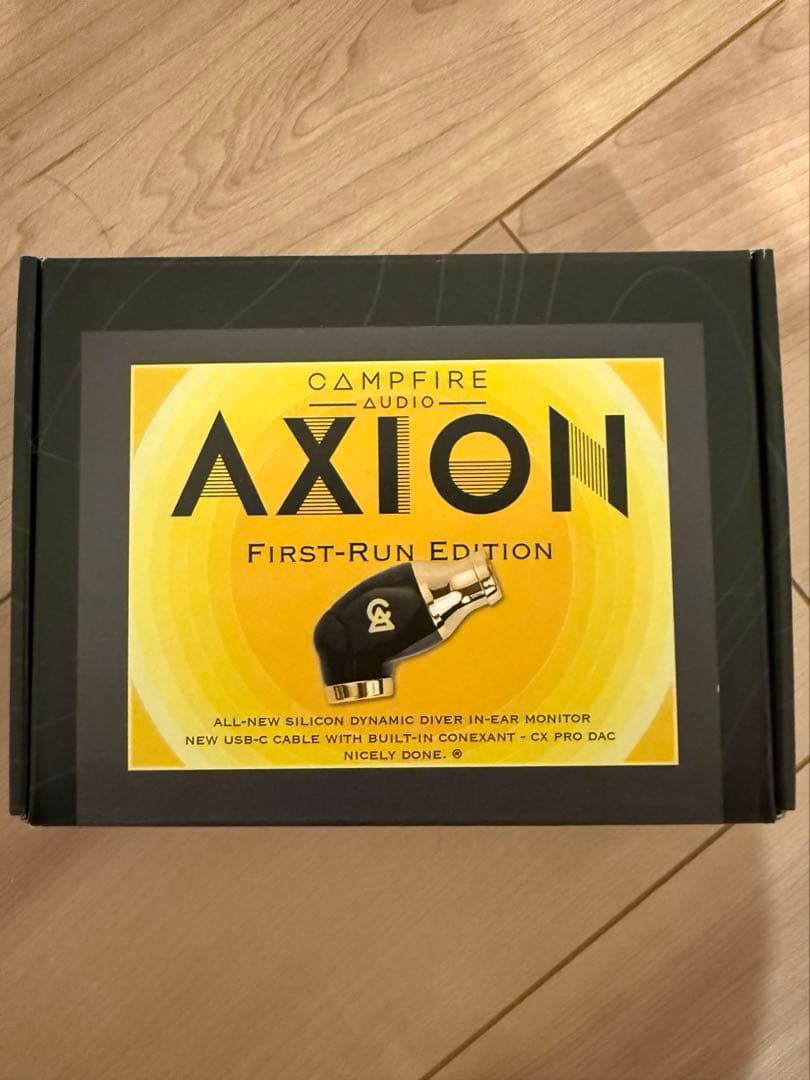 CAMPFIRE
AUDIO
AXION
FIRST-RUN EDITION
CA
ALL-NEW SILICON DYNAMIC DIVER IN-EAR MONITOR
NEW USB-C CABLE WITH BUILT-IN CONEXANT - CX PRO DAC
NICELY DONE. ®